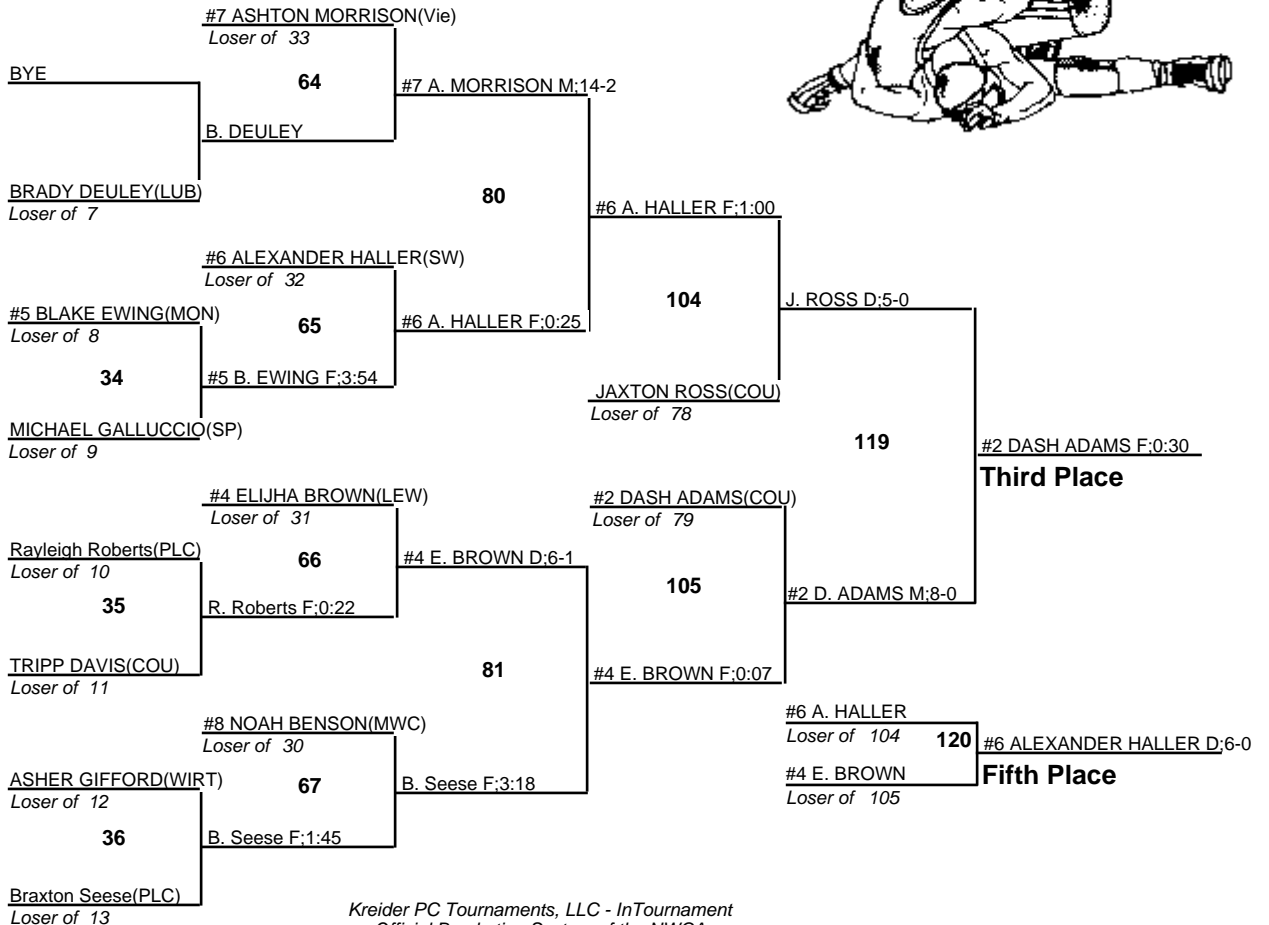 #7 ASHTON MORRISON(Vie)
Loser of 33
BYE
64
#7 A. MORRISON M;14-2
B. DEULEY
BRADY DEULEY(LUB)
Loser of 7
80
#6 A. HALLER F;1:00
#6 ALEXANDER HALLER(SW)
Loser of 32
104
J. ROSS D;5-0
#5 BLAKE EWING(MON)
Loser of 8
65
#6 A. HALLER F;0:25
34
#5 B. EWING F;3:54
JAXTON ROSS(COU)
Loser of 78
MICHAEL GALLUCCIO(SP)
Loser of 9
119
#2 DASH ADAMS F;0:30
Third Place
#4 ELIJHA BROWN(LEW)
Loser of 31
#2 DASH ADAMS(COU)
Loser of 79
Rayleigh Roberts(PLC)
Loser of 10
66
#4 E. BROWN D;6-1
105
35
R. Roberts F;0:22
#2 D. ADAMS M;8-0
TRIPP DAVIS(COU)
Loser of 11
81
#4 E. BROWN F;0:07
#8 NOAH BENSON(MWC)
Loser of 30
#6 A. HALLER
Loser of 104
120
#6 ALEXANDER HALLER D;6-0
Fifth Place
ASHER GIFFORD(WIRT)
Loser of 12
67
B. Seese F;3:18
#4 E. BROWN
Loser of 105
36
B. Seese F;1:45
Braxton Seese(PLC)
Loser of 13
Kreider PC Tournaments, LLC - InTournament